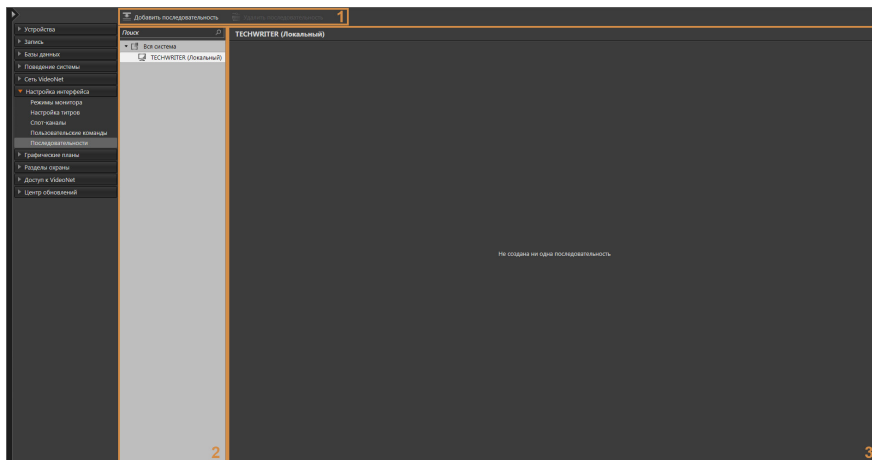 Добавить последовательность
Удалить последовательность
1
Устройства
Запись
Базы данных
Поведение системы
Сеть VideoNet
Настройка интерфейса
Режимы монитора
Настройка титров
Спот-каналы
Пользовательские команды
Последовательности
Графические планы
Разделы охраны
Доступ к VideoNet
Центр обновлений
Поиск
Вся система
TECHWRITER (Локальный)
2
TECHWRITER (Локальный)
Не создана ни одна последовательность
3